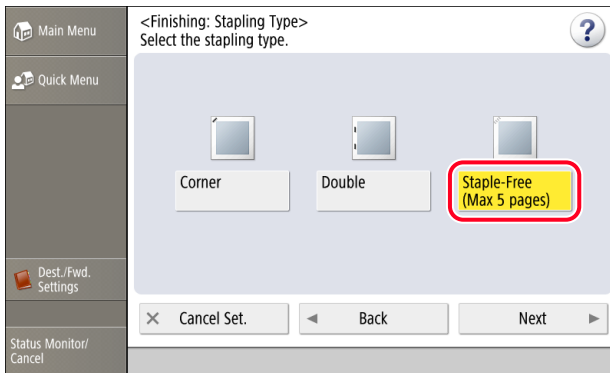 Main Menu
Quick Menu
Dest./Fwd.
Settings
Status Monitor/
Cancel
<Finishing: Stapling Type>
Select the stapling type.
?
Corner
Double
Staple-Free
(Max 5 pages)
Cancel Set.
Back
Next